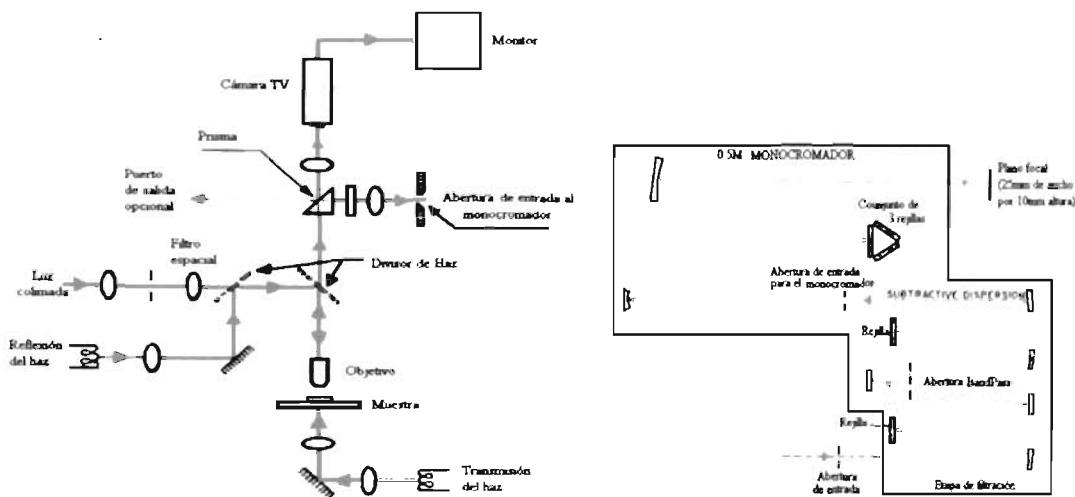 Monitor
Cámara TV
Prisma
Puerto
de salida
opcional
Abertura de entrada al
monocromador
Filtro
espacial
Divisor de Haz
Luz
colimada
Reflexión
del haz
Objetivo
Muestra
Transmisión
del haz
0.5M MONOCROMADOR
Plano focal
(25mm de ancho
por 10mm altura)
Counjunto de
3 rejillas
Abertura de entrada
para el monocromador
SUBTRACTIVE DISPERSION
Rejilla
Abertura BandPass
Rejilla
Abertura
de entrada
Etapa de filtración